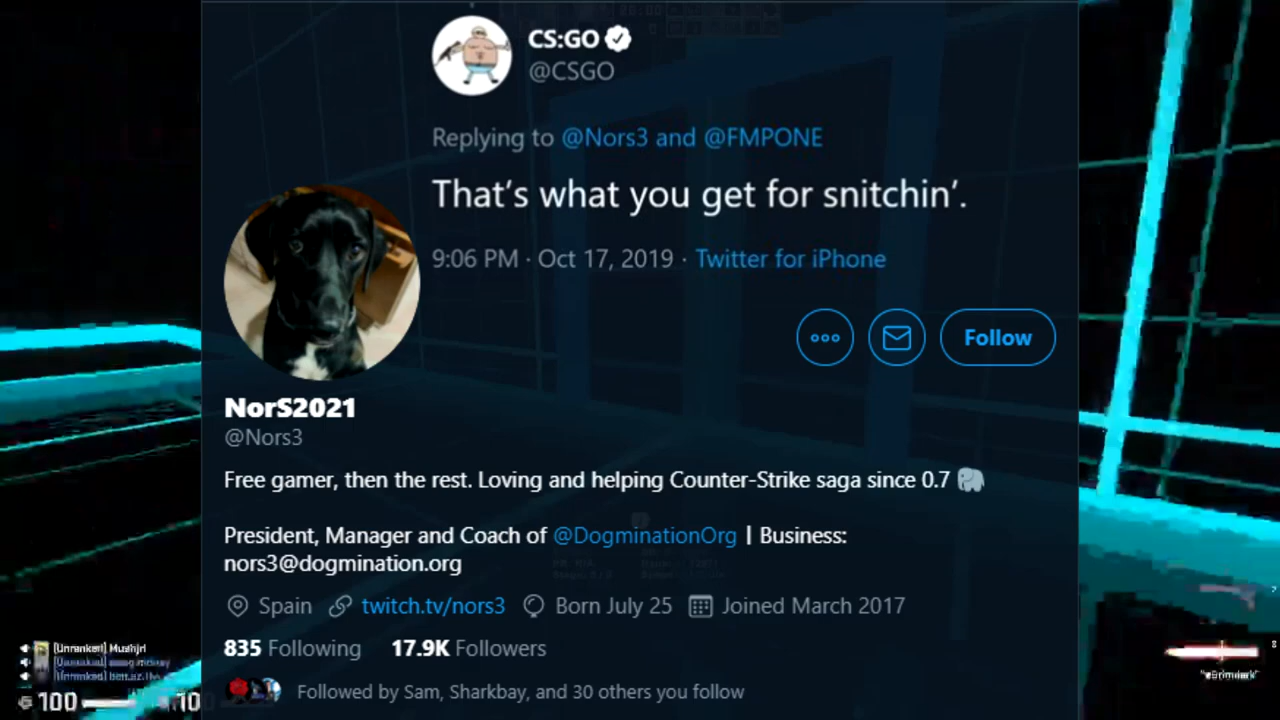 CS:GO
@CSGO
Replying to @Nors3 and @FMPONE
That's what you get for snitchin'.
9:06 PM · Oct 17, 2019 · Twitter for iPhone
Follow
NorS2021
@Nors3
Free gamer, then the rest. Loving and helping Counter-Strike saga since 0.7
President, Manager and Coach of @DogminationOrg | Business:
nors3@dogmination.org
Spain twitch.tv/nors3 Born July 25 Joined March 2017
835 Following 17.9K Followers
Followed by Sam, Sharkbay, and 30 others you follow
[Unranked]
100 100